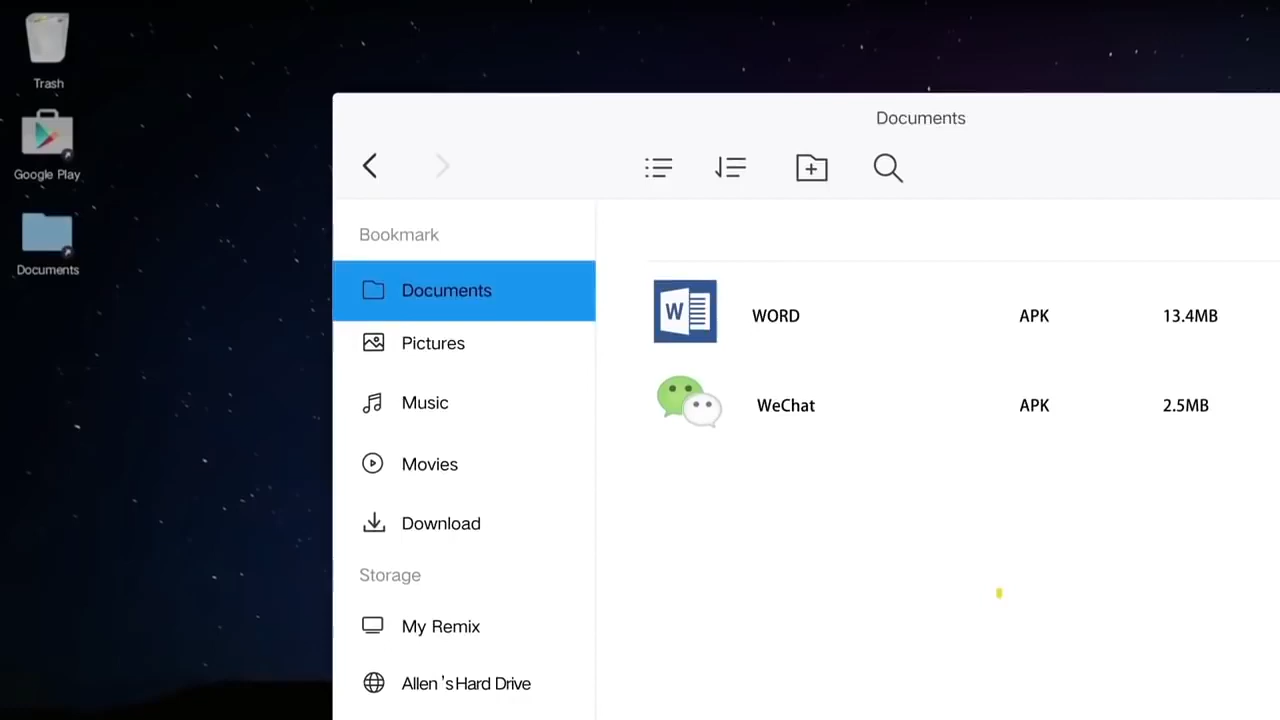 Trash
Google Play
Documents
Documents
Bookmark
Documents
Pictures
Music
Movies
Download
Storage
My Remix
Allen's Hard Drive
W
WORD APK 13.4MB
WeChat APK 2.5MB